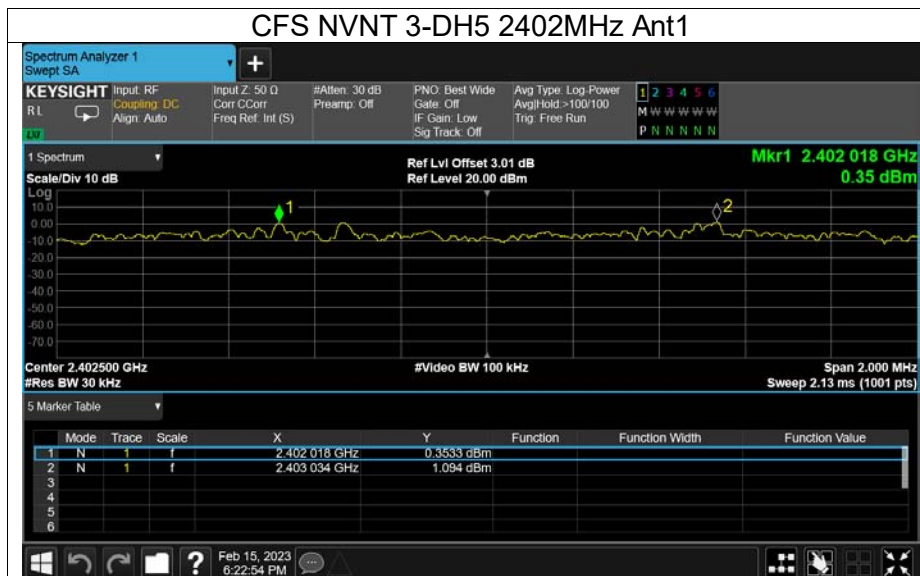 CFS NVNT 3-DH5 2402MHz Ant1
Spectrum Analyzer 1
Swept SA
KEYSIGHT Input: RF Input Z: 50 Ω #Atten: 30 dB PNO: Best Wide Avg Type: Log-Power 1 2 3 4 5 6
RL Coupling: DC Corr CCorr Preamp: Off Gate: Off Avg|Hold:>100/100 M W W W W W
Align: Auto Freq Ref: Int (S) IF Gain: Low Trig: Free Run
Sig Track: Off P N N N N N
LXI
1 Spectrum Ref Lvl Offset 3.01 dB Mkr1 2.402 018 GHz
Scale/Div 10 dB Ref Level 20.00 dBm 0.35 dBm
Log
10.0
0.00
-10.0
-20.0
-30.0
-40.0
-50.0
-60.0
-70.0
1
2
Center 2.402500 GHz #Video BW 100 kHz Span 2.000 MHz
#Res BW 30 kHz Sweep 2.13 ms (1001 pts)
5 Marker Table
Mode Trace Scale X Y Function Function Width Function Value
1 N 1 f 2.402 018 GHz 0.3533 dBm
2 N 1 f 2.403 034 GHz 1.094 dBm
3
4
5
6
? Feb 15, 2023
6:22:54 PM